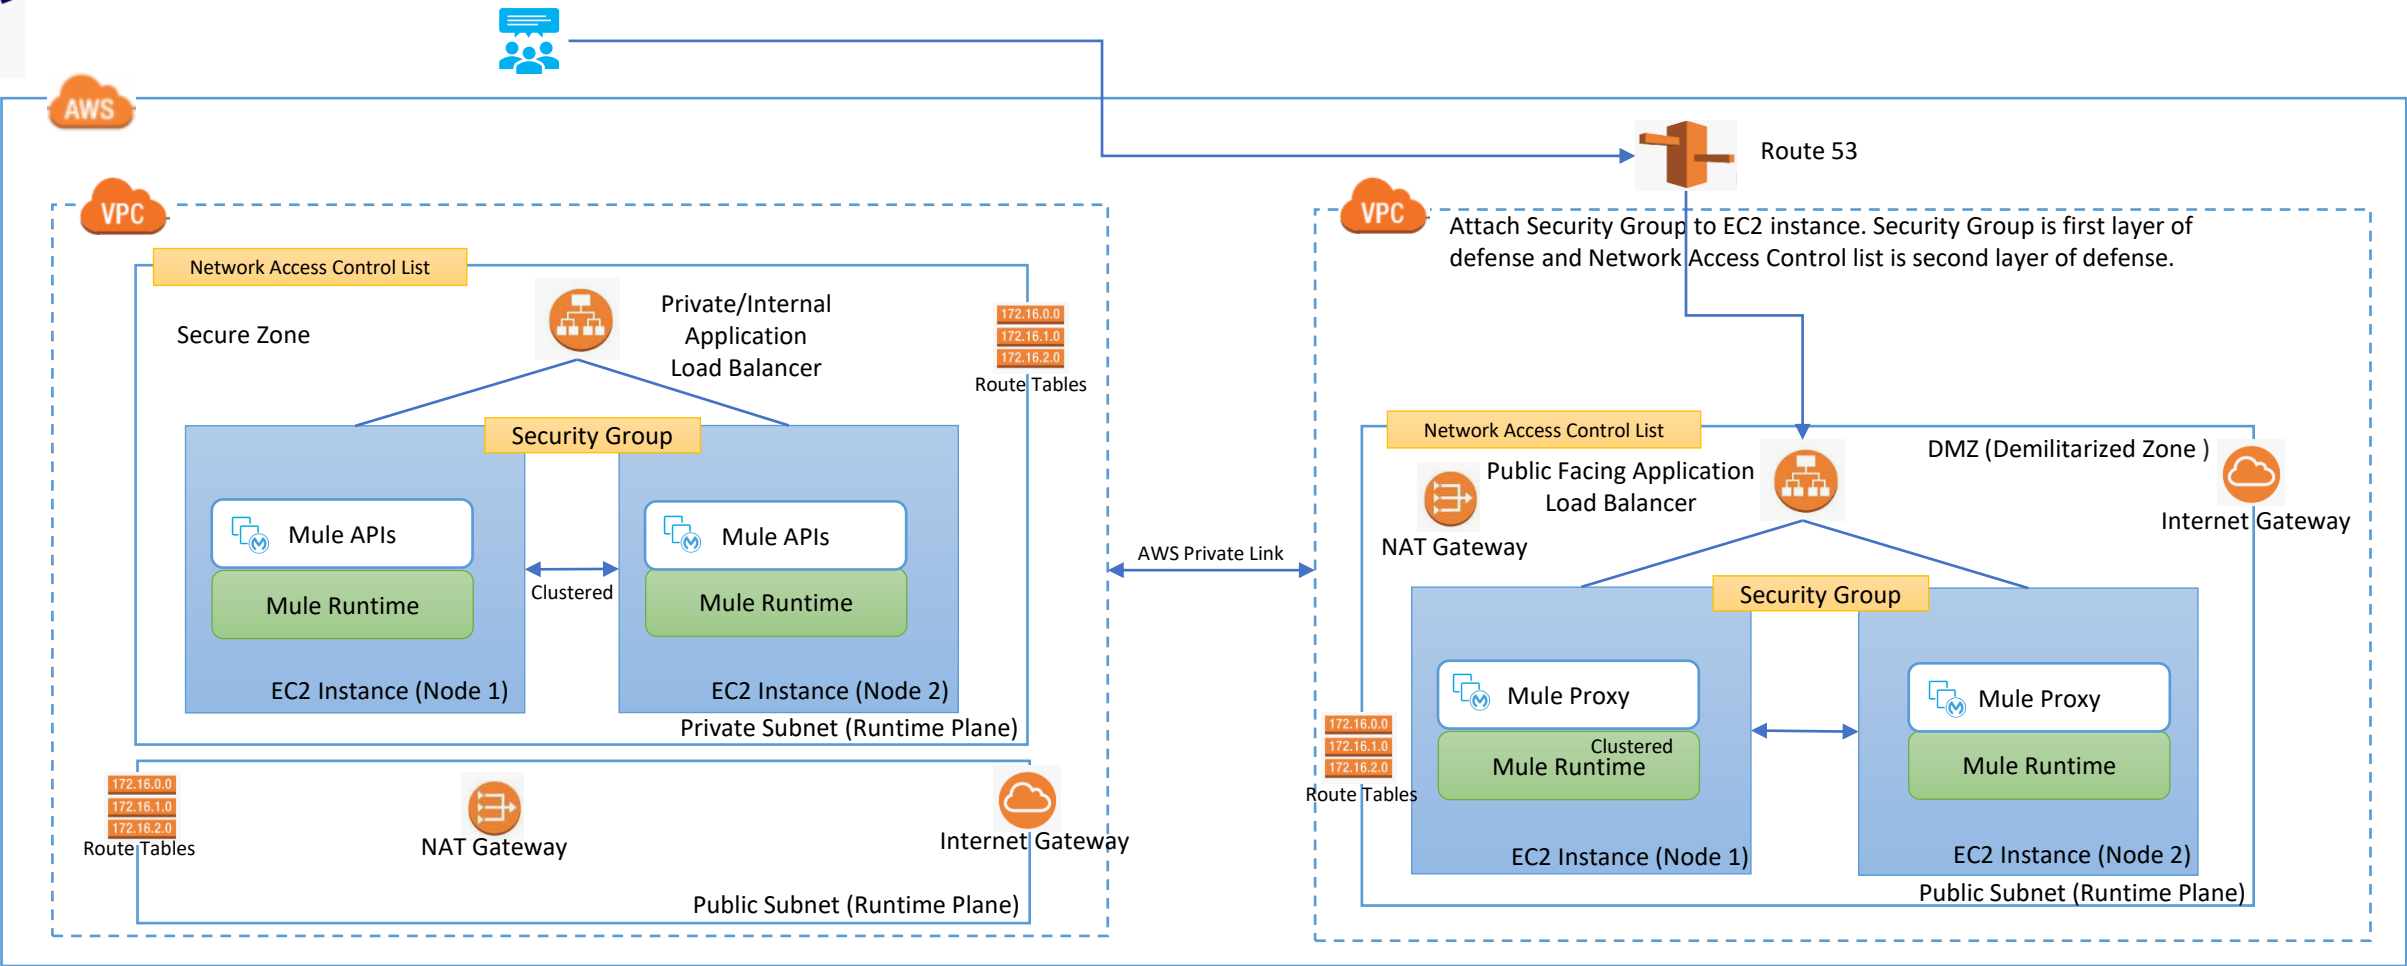 AWS
Route 53
VPC
Network Access Control List
Secure Zone
Private/Internal
Application
Load Balancer
172.16.0.0
172.16.1.0
172.16.2.0
Route Tables
Security Group
Mule APIs
Mule Runtime
EC2 Instance (Node 1)
Clustered
Mule APIs
Mule Runtime
EC2 Instance (Node 2)
Private Subnet (Runtime Plane)
172.16.0.0
172.16.1.0
172.16.2.0
Route Tables
NAT Gateway
Internet Gateway
Public Subnet (Runtime Plane)
AWS Private Link
VPC
Attach Security Group to EC2 instance. Security Group is first layer of
defense and Network Access Control list is second layer of defense.
Network Access Control List
NAT Gateway
Public Facing Application
Load Balancer
DMZ (Demilitarized Zone )
Internet Gateway
Security Group
Mule Proxy
Clustered
Mule Runtime
EC2 Instance (Node 1)
Mule Proxy
Mule Runtime
EC2 Instance (Node 2)
172.16.0.0
172.16.1.0
172.16.2.0
Route Tables
Public Subnet (Runtime Plane)